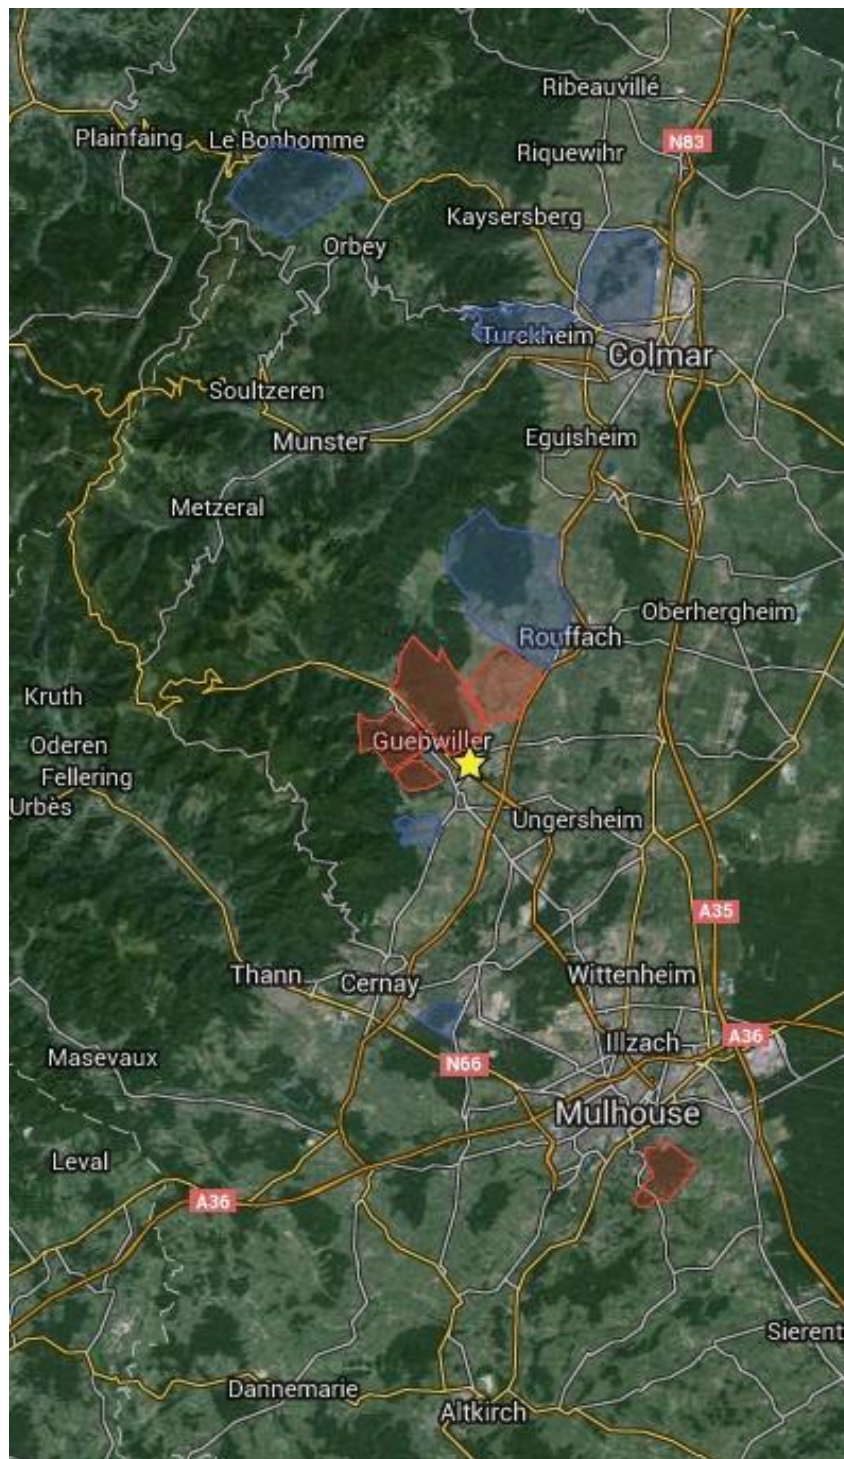 Ribeauvillé
Plainfaing
Le Bonhomme
N83
Riquewihr
Kaysersberg
Orbey
Turckheim
Colmar
Soultzeren
Munster
Eguisheim
Metzeral
Oberhergheim
Rouffach
Kruth
Guebwiller
Oderen
Fellering
Urbès
Ungersheim
A35
Thann
Cernay
Wittenheim
Illzach
A36
Masevaux
N66
Mulhouse
Leval
A36
Sierent
Dannemarie
Altkirch